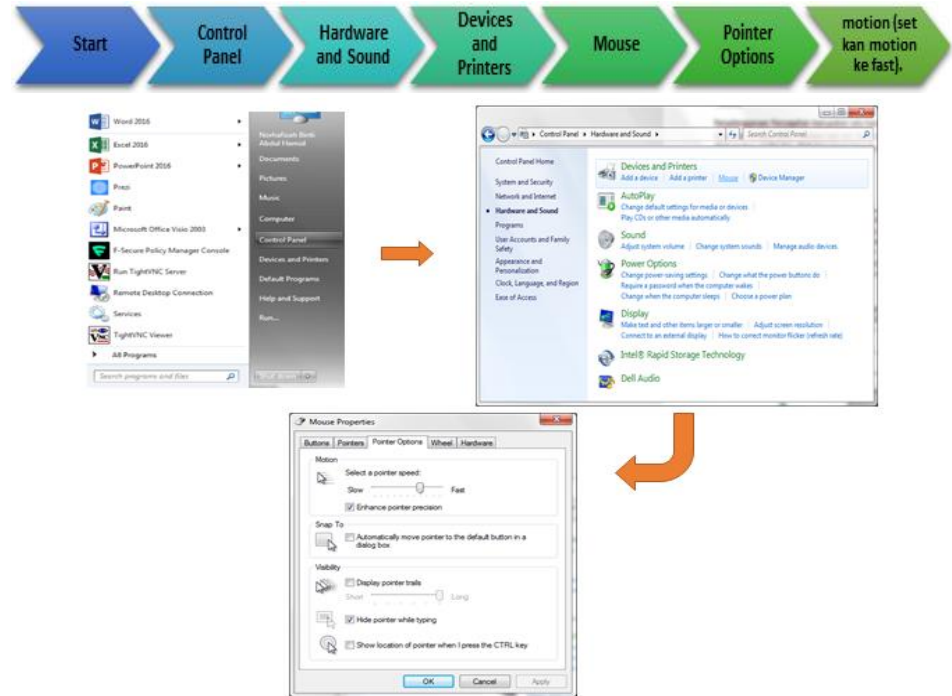 Start
Control
Panel
Hardware
and Sound
Devices
and
Printers
Mouse
Pointer
Options
motion (set
kan motion
ke fast).
Word 2016
Excel 2016
PowerPoint 2016
Prezi
Paint
Microsoft Office Visio 2003
F-Secure Policy Manager Console
Run TightVNC Server
Remote Desktop Connection
Services
TightVNC Viewer
All Programs
Search programs and files
Abdul Hamid
Documents
Pictures
Music
Computer
Control Panel
Devices and Printers
Default Programs
Help and Support
Run...
Control Panel Hardware and Sound
Search Control Panel
Control Panel Home
System and Security
Network and Internet
Hardware and Sound
Programs
User Accounts and Family
Safety
Appearance and
Personalization
Clock, Language, and Region
Ease of Access
Devices and Printers
Add a device Add a printer Mouse Device Manager
AutoPlay
Change default settings for media or devices
Play CDs or other media automatically
Sound
Adjust system volume Change system sounds Manage audio devices
Power Options
Change power-saving settings Change what the power buttons do
Require a password when the computer wakes
Change when the computer sleeps Choose a power plan
Display
Make text and other items larger or smaller Adjust screen resolution
Connect to an external display How to correct monitor flicker (refresh rate)
Intel® Rapid Storage Technology
Dell Audio
Mouse Properties
Buttons Pointers Pointer Options Wheel Hardware
Motion
Select a pointer speed:
Slow Fast
Enhance pointer precision
Snap To
Automatically move pointer to the default button in a
dialog box
Visibility
Display pointer trails
Short Long
Hide pointer while typing
Show location of pointer when I press the CTRL key
OK Cancel Apply